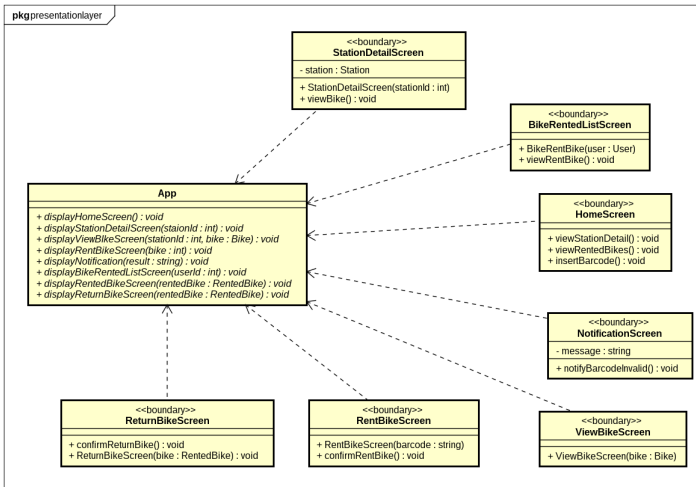 pkg presentationlayer
<<boundary>>
StationDetailScreen
- station : Station
+ StationDetailScreen(stationId : int)
+ viewBike() : void
<<boundary>>
BikeRentedListScreen
+ BikeRentBike(user : User)
+ viewRentBike() : void
App
+ displayHomeScreen() : void
+ displayStationDetailScreen(staionId : int) : void
+ displayViewBIkeScreen(stationId : int, bike : Bike) : void
+ displayRentBikeScreen(bike : int) : void
+ displayNotification(result : string) : void
+ displayBikeRentedListScreen(userId : int) : void
+ displayRentedBikeScreen(rentedBike : RentedBike) : void
+ displayReturnBikeScreen(rentedBike : RentedBike) : void
<<boundary>>
HomeScreen
+ viewStationDetail() : void
+ viewRentedBikes() : void
+ insertBarcode() : void
<<boundary>>
NotificationScreen
- message : string
+ notifyBarcodeInvalid() : void
<<boundary>>
ReturnBikeScreen
+ confirmReturnBike() : void
+ ReturnBikeScreen(bike : RentedBike) : void
<<boundary>>
RentBikeScreen
+ RentBikeScreen(barcode : string)
+ confirmRentBike() : void
<<boundary>>
ViewBikeScreen
+ ViewBikeScreen(bike : Bike)